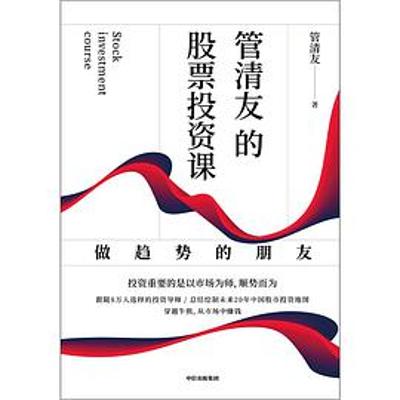 管清友的
股票投资课
Stock
investment
course
管清友
著
做趋势的朋友
投资重要的是以市场为师，顺势而为
跟随8万人选择的投资导师 / 总结绘制未来20年中国股市投资地图
穿越牛熊，从市场中赚钱
中信出版集团